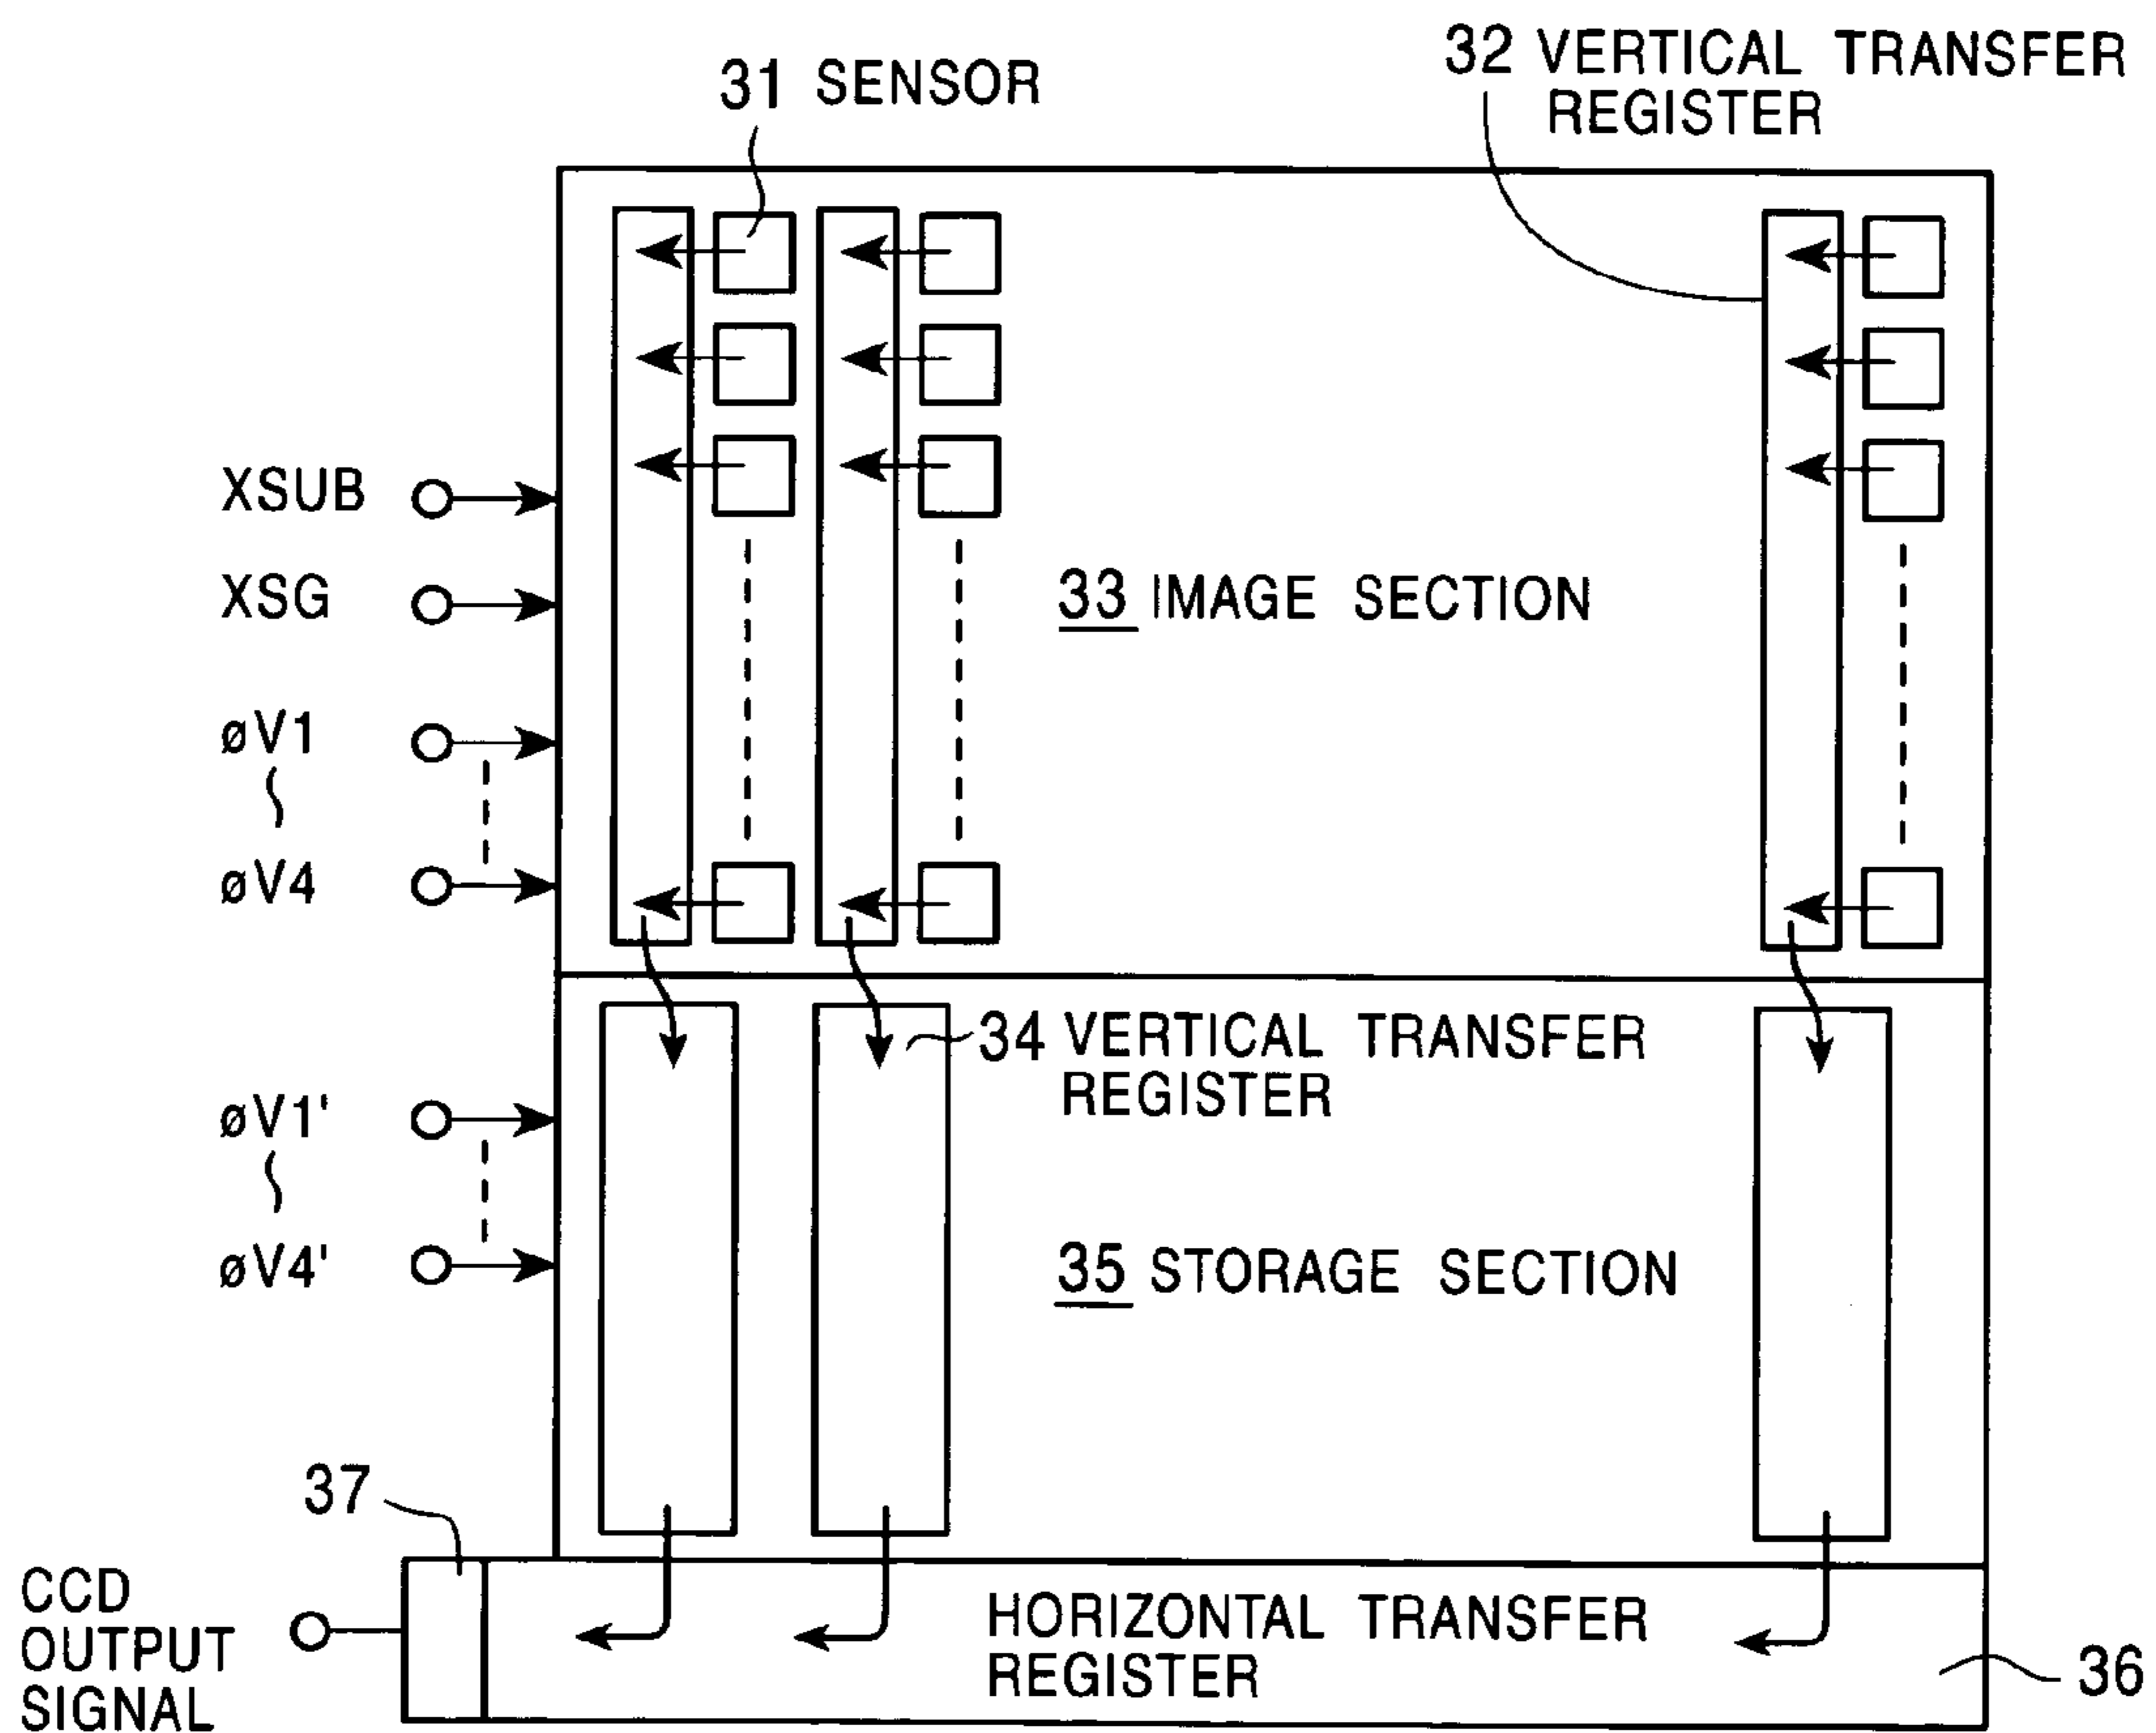 31 SENSOR
32 VERTICAL TRANSFER
REGISTER
XSUB
XSG
33 IMAGE SECTION
øV1
øV4
34 VERTICAL TRANSFER
REGISTER
øV1'
øV4'
35 STORAGE SECTION
37
CCD
OUTPUT
SIGNAL
HORIZONTAL TRANSFER
REGISTER
36